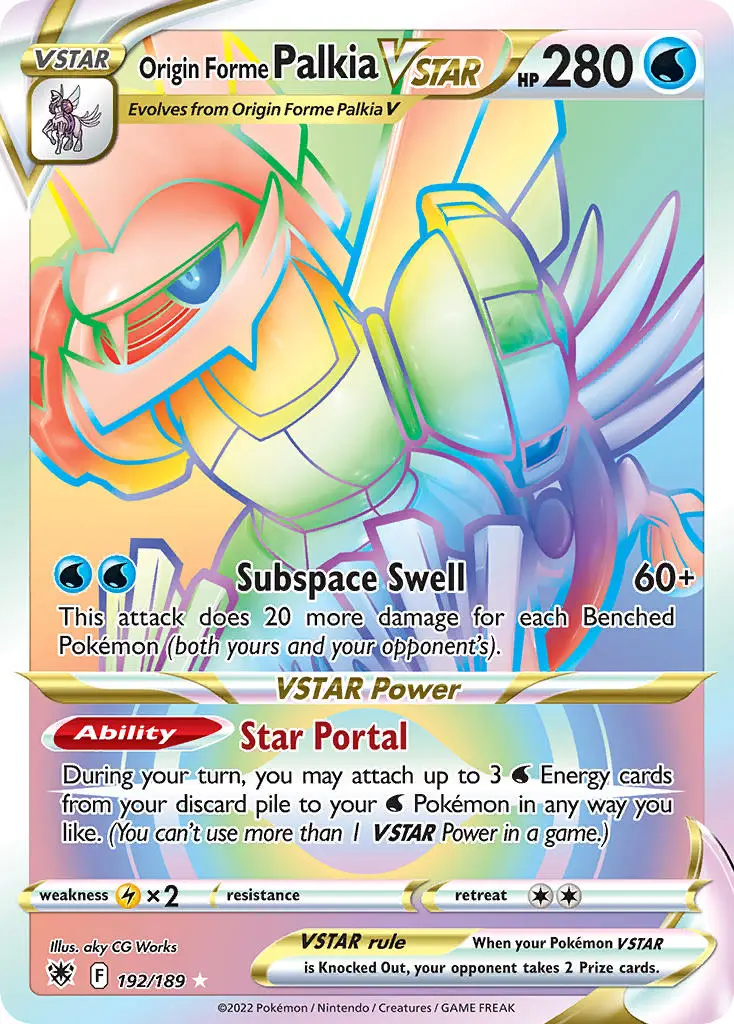 VSTAR
Origin Forme Palkia VSTAR HP 280
Evolves from Origin Forme Palkia V
Subspace Swell 60+
This attack does 20 more damage for each Benched
Pokémon (both yours and your opponent's).
VSTAR Power
Ability Star Portal
During your turn, you may attach up to 3 Energy cards
from your discard pile to your Pokémon in any way you
like. (You can't use more than 1 VSTAR Power in a game.)
weakness ×2 resistance retreat
Illus. aky CG Works
VSTAR rule When your Pokémon VSTAR
is Knocked Out, your opponent takes 2 Prize cards.
F 192/189
©2022 Pokémon / Nintendo / Creatures / GAME FREAK